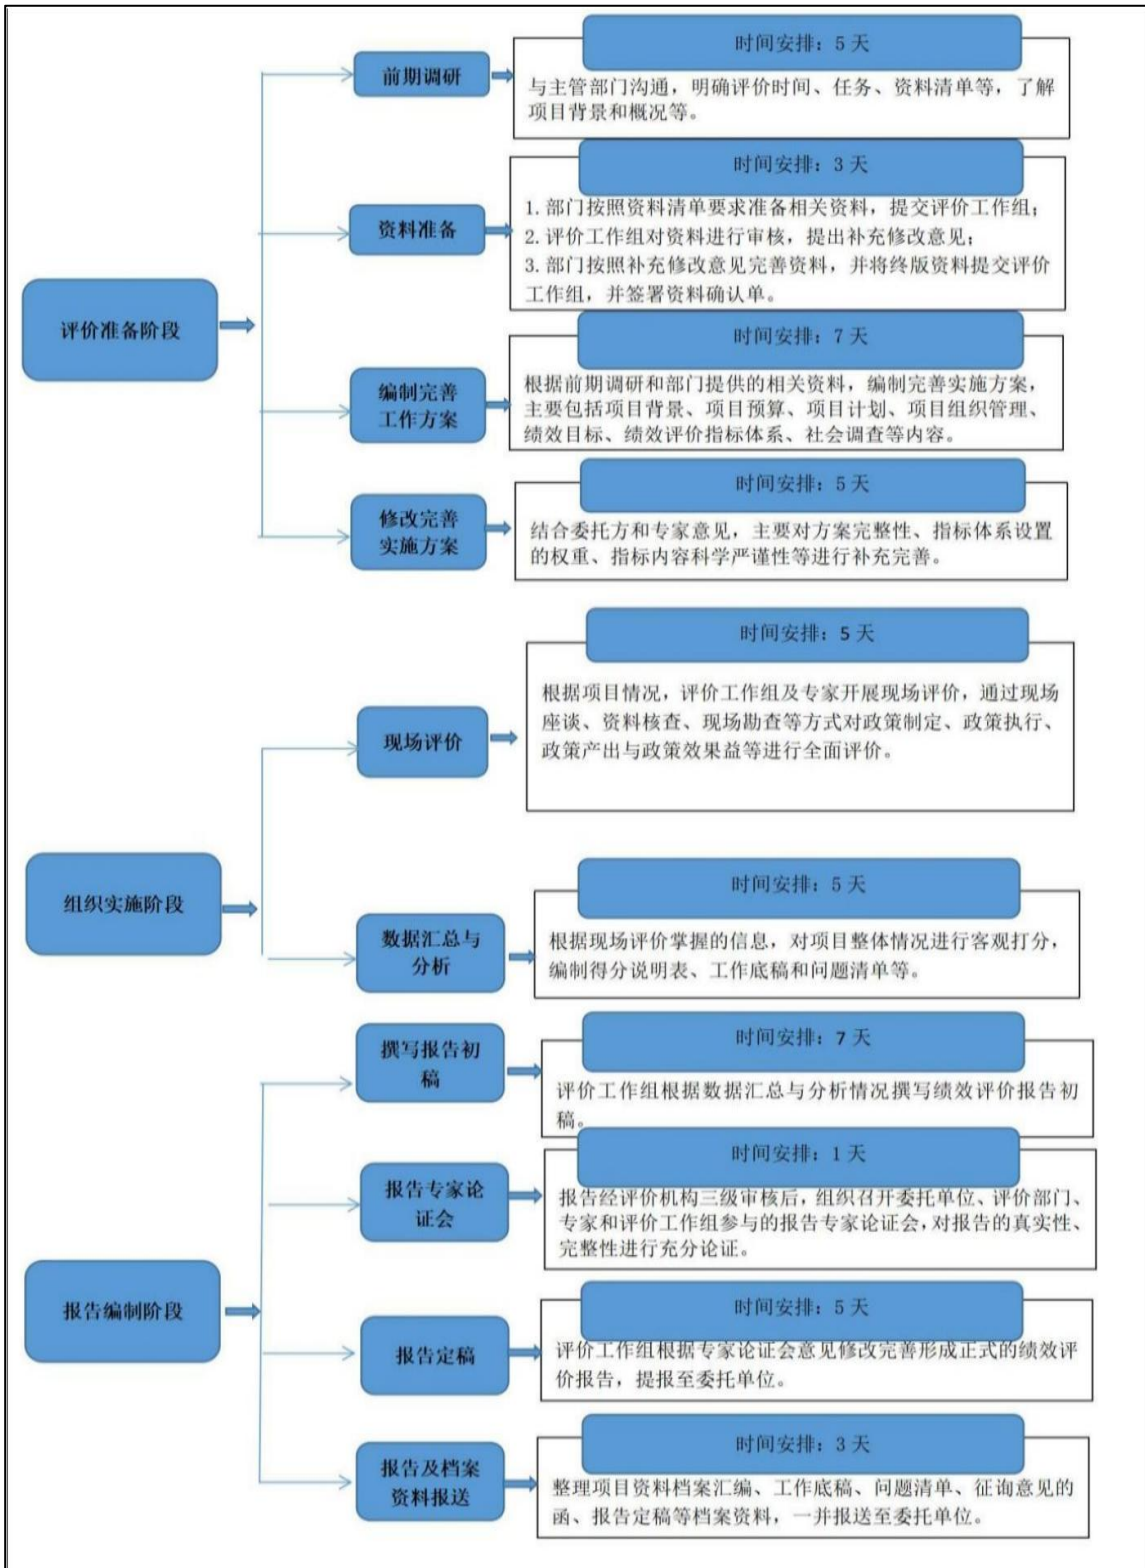 时间安排：5 天
前期调研
与主管部门沟通，明确评价时间、任务、资料清单等，了解
项目背景和概况等。
时间安排：3 天
资料准备
1. 部门按照资料清单要求准备相关资料，提交评价工作组；
2. 评价工作组对资料进行审核，提出补充修改意见；
3. 部门按照补充修改意见完善资料，并将终版资料提交评价
工作组，并签署资料确认单。
评价准备阶段
时间安排：7 天
编制完善
工作方案
根据前期调研和部门提供的相关资料，编制完善实施方案，
主要包括项目背景、项目预算、项目计划、项目组织管理、
绩效目标、绩效评价指标体系、社会调查等内容。
时间安排：5 天
修改完善
实施方案
结合委托方和专家意见，主要对方案完整性、指标体系设置
的权重、指标内容科学严谨性等进行补充完善。
时间安排：5 天
现场评价
根据项目情况，评价工作组及专家开展现场评价，通过现场
座谈、资料核查、现场勘查等方式对政策制定、政策执行、
政策产出与政策效果益等进行全面评价。
组织实施阶段
时间安排：5 天
数据汇总与
分析
根据现场评价掌握的信息，对项目整体情况进行客观打分，
编制得分说明表、工作底稿和问题清单等。
时间安排：7 天
撰写报告初
稿
评价工作组根据数据汇总与分析情况撰写绩效评价报告初
稿。
时间安排：1 天
报告专家论
证会
报告经评价机构三级审核后，组织召开委托单位、评价部门、
专家和评价工作组参与的报告专家论证会，对报告的真实性、
完整性进行充分论证。
报告编制阶段
时间安排：5 天
报告定稿
评价工作组根据专家论证会意见修改完善形成正式的绩效评
价报告，提报至委托单位。
时间安排：3 天
报告及档案
资料报送
整理项目资料档案汇编、工作底稿、问题清单、征询意见的
函、报告定稿等档案资料，一并报送至委托单位。